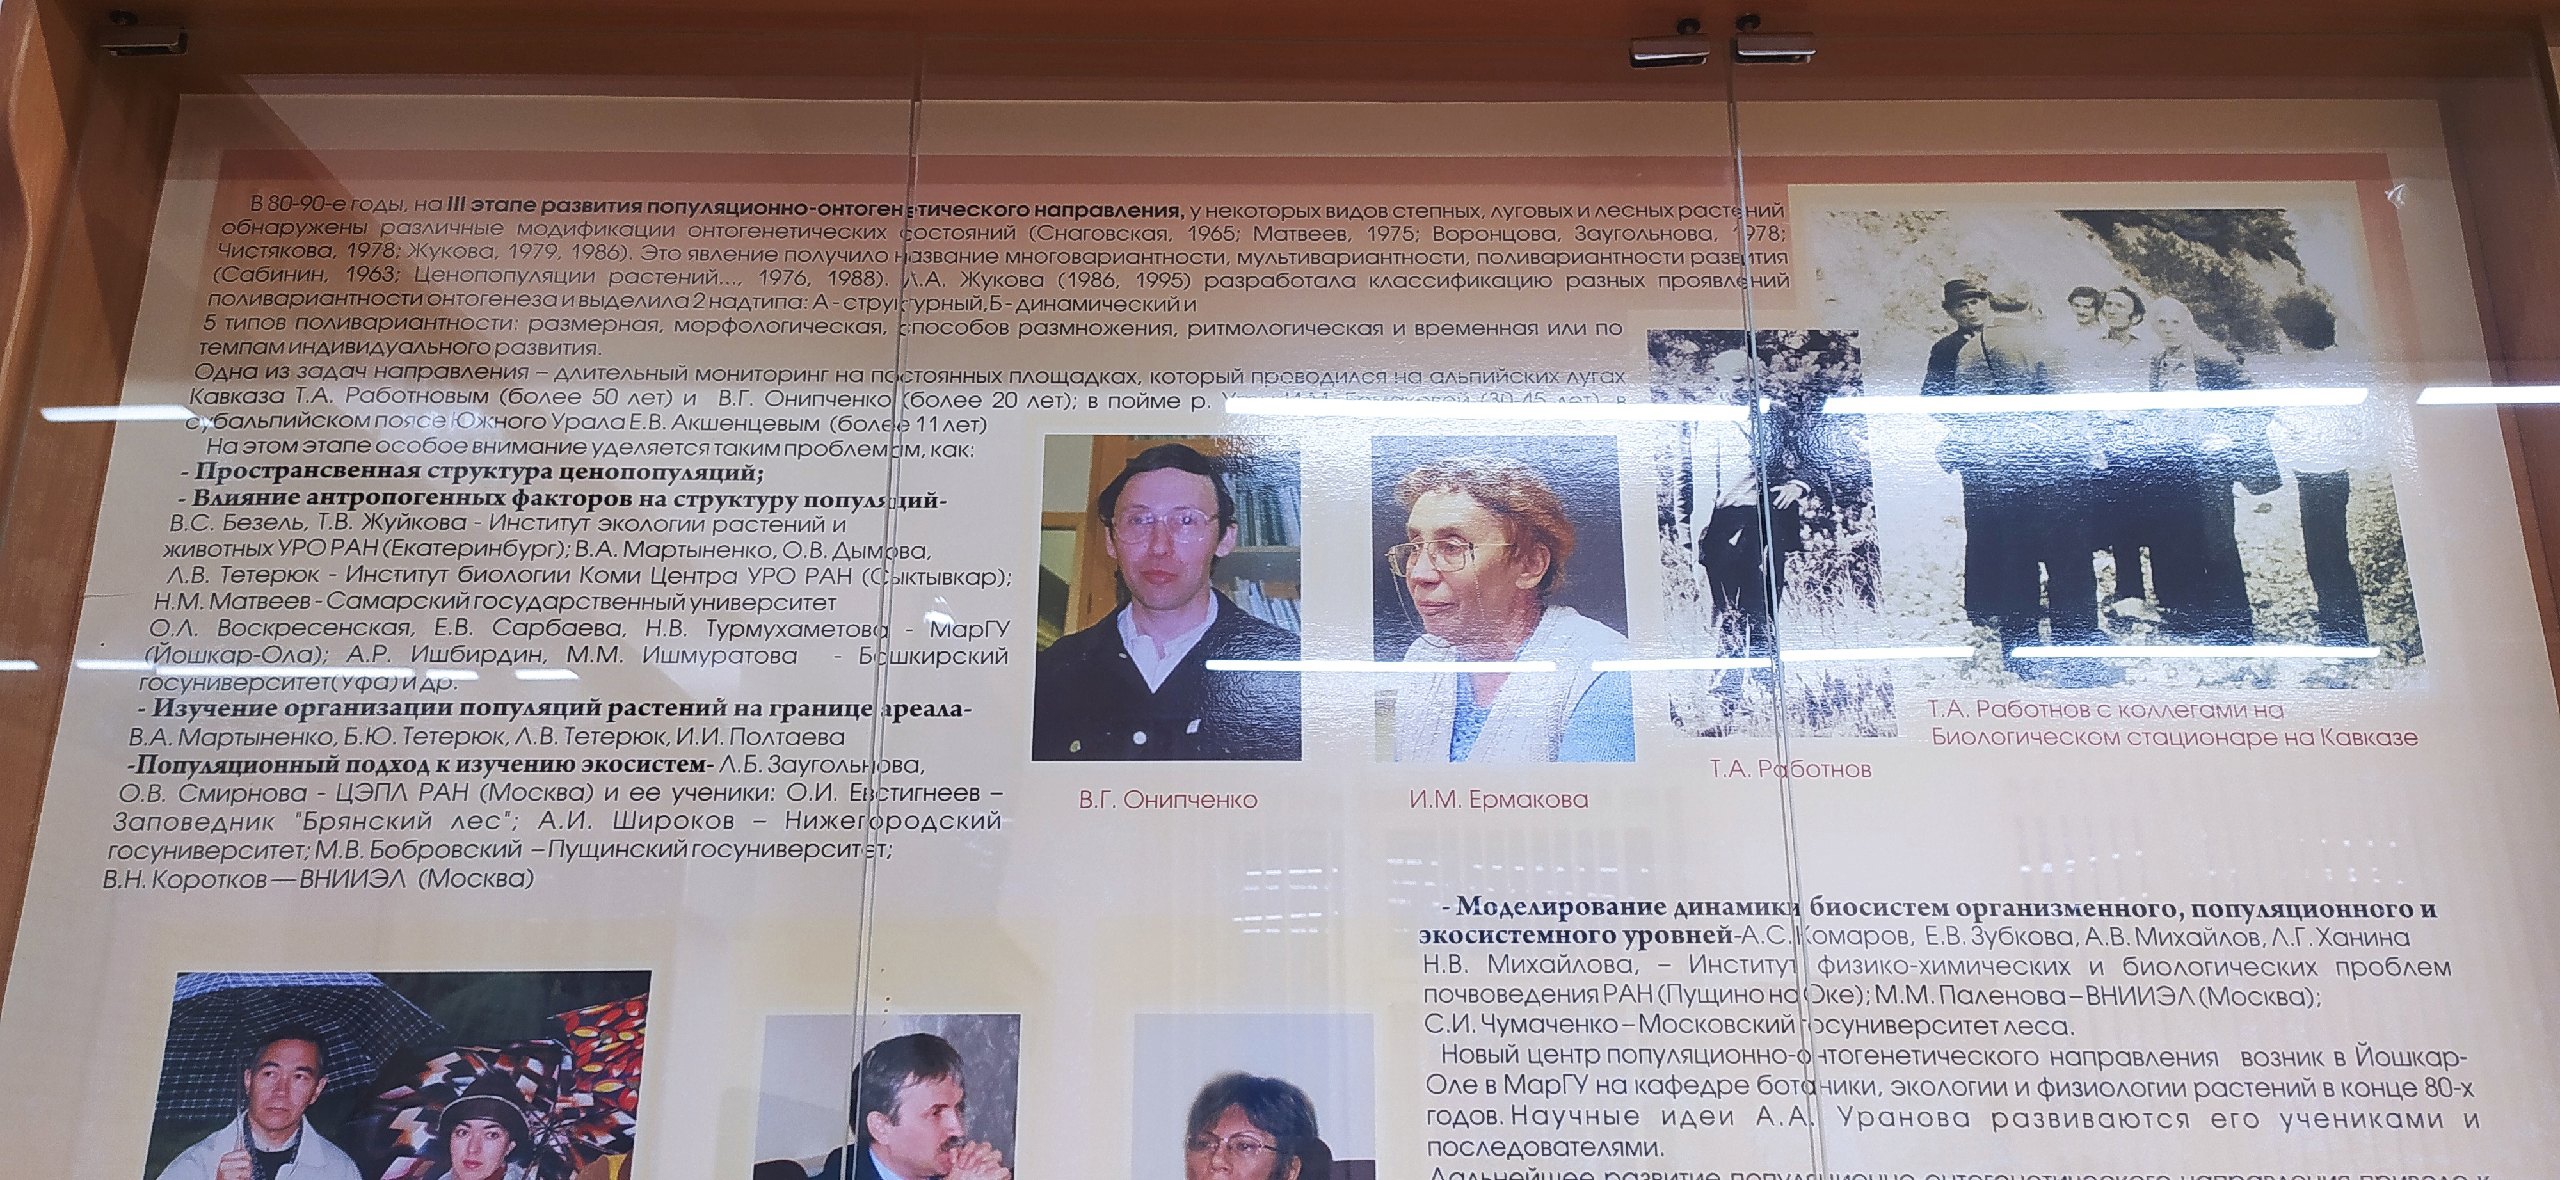 В 80-90-е годы, на III этапе развития популяционно-онтогенетического направления, у некоторых видов степных, луговых и лесных растений
обнаружены различные модификации онтогенетических состояний (Снаговская, 1965; Матвеев, 1975; Воронцова, Заугольнова, 1978;
Чистякова, 1978; Жукова, 1979, 1986). Это явление получило название многовариантности, мультивариантности, поливариантности развития
(Сабинин, 1963; Ценопопуляции растений..., 1976, 1988). Л.А. Жукова (1986, 1995) разработала классификацию разных проявлений
поливариантности онтогенеза и выделила 2 надтипа: А - структурный, Б - динамический и
5 типов поливариантности: размерная, морфологическая, способов размножения, ритмологическая и временная или по
темпам индивидуального развития.
Одна из задач направления – длительный мониторинг на постоянных площадках, который проводился на альпийских лугах
Кавказа Т.А. Работновым (более 50 лет) и В.Г. Онипченко (более 20 лет); в пойме р. И.М. Ермаковой (30-45 лет), в
субальпийском поясе Южного Урала Е.В. Акшенцевым (более 11 лет)
На этом этапе особое внимание уделяется таким проблемам, как:
- Пространсвенная структура ценопопуляций;
- Влияние антропогенных факторов на структуру популяций-
В.С. Безель, Т.В. Жуйкова - Институт экологии растений и
животных УРО РАН (Екатеринбург); В.А. Мартыненко, О.В. Дымова,
Л.В. Тетерюк - Институт биологии Коми Центра УРО РАН (Сыктывкар);
Н.М. Матвеев - Самарский государственный университет
О.Л. Воскресенская, Е.В. Сарбаева, Н.В. Турмухаметова - МарГУ
(Йошкар-Ола); А.Р. Ишбирдин, М.М. Ишмуратова - Башкирский
госуниверситет(Уфа) и др.
- Изучение организации популяций растений на границе ареала-
В.А. Мартыненко, Б.Ю. Тетерюк, Л.В. Тетерюк, И.И. Полтаева
-Популяционный подход к изучению экосистем- Л.Б. Заугольнова,
О.В. Смирнова - ЦЭПЛ РАН (Москва) и ее ученики: О.И. Евстигнеев –
Заповедник "Брянский лес"; А.И. Широков – Нижегородский
госуниверситет; М.В. Бобровский – Пущинский госуниверситет;
В.Н. Коротков — ВНИИЭЛ (Москва)
В.Г. Онипченко
И.М. Ермакова
Т.А. Работнов
Т.А. Работнов с коллегами на
Биологическом стационаре на Кавказе
- Моделирование динамики биосистем организменного, популяционного и
экосистемного уровней-А.С. Комаров, Е.В. Зубкова, А.В. Михайлов, Л.Г. Ханина
Н.В. Михайлова, – Институт физико-химических и биологических проблем
почвоведения РАН (Пущино на Оке); М.М. Паленова – ВНИИЭЛ (Москва);
С.И. Чумаченко – Московский госуниверситет леса.
Новый центр популяционно-онтогенетического направления возник в Йошкар-
Оле в МарГУ на кафедре ботаники, экологии и физиологии растений в конце 80-х
годов. Научные идеи А.А. Уранова развиваются его учениками и
последователями.
Дальнейшее развитие популяционно-онтогенетического направления привело к